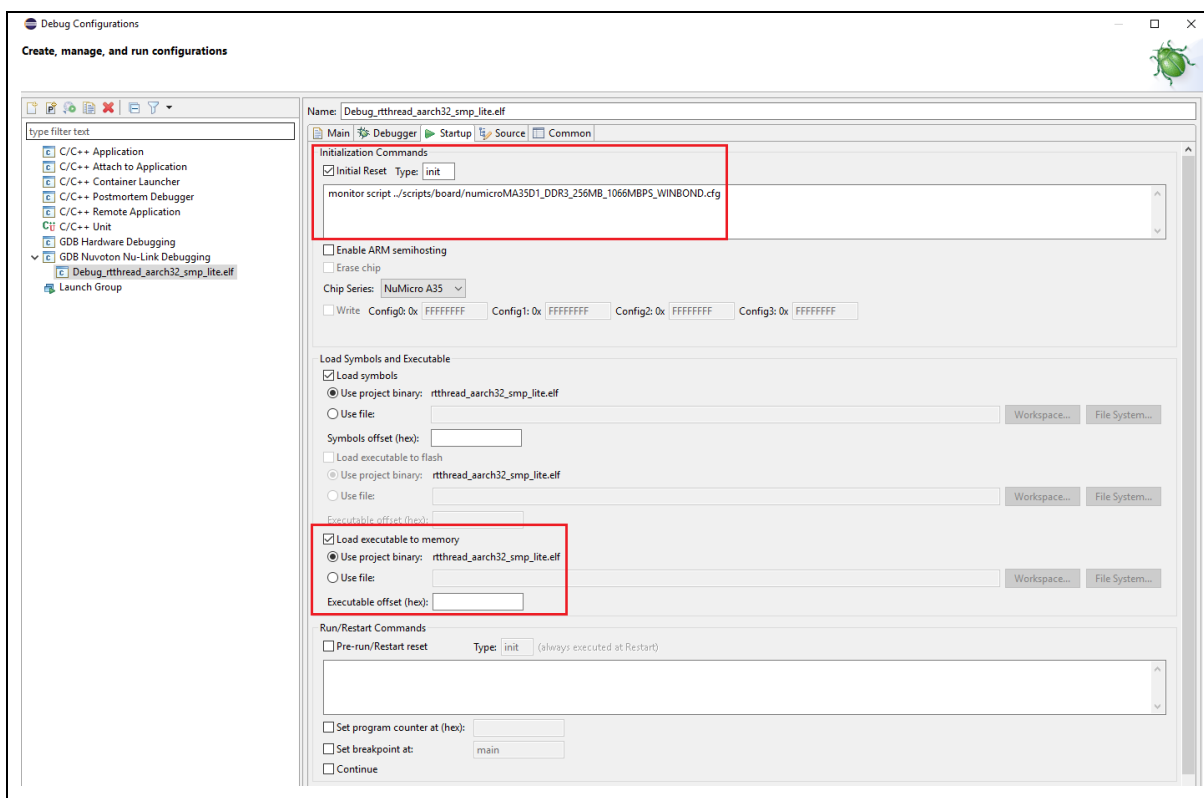 Debug Configurations
Create, manage, and run configurations
type filter text
C/C++ Application
C/C++ Attach to Application
C/C++ Container Launcher
C/C++ Postmortem Debugger
C/C++ Remote Application
C/C++ Unit
GDB Hardware Debugging
GDB Nuvoton Nu-Link Debugging
Debug_rtthread_aarch32_smp_lite.elf
Launch Group
Name: Debug_rtthread_aarch32_smp_lite.elf
Main Debugger Startup Source Common
Initialization Commands
Initial Reset Type: init
monitor script ../scripts/board/numicroMA35D1_DDR3_256MB_1066MBPS_WINBOND.cfg
Enable ARM semihosting
Erase chip
Chip Series: NuMicro A35
Write Config0: 0x FFFFFFFF Config1: 0x FFFFFFFF Config2: 0x FFFFFFFF Config3: 0x FFFFFFFF
Load Symbols and Executable
Load symbols
Use project binary: rtthread_aarch32_smp_lite.elf
Use file: Workspace... File System...
Symbols offset (hex):
Load executable to flash
Use project binary: rtthread_aarch32_smp_lite.elf
Use file: Workspace... File System...
Executable offset (hex):
Load executable to memory
Use project binary: rtthread_aarch32_smp_lite.elf
Use file: Workspace... File System...
Executable offset (hex):
Run/Restart Commands
Pre-run/Restart reset Type: init (always executed at Restart)
Set program counter at (hex):
Set breakpoint at: main
Continue